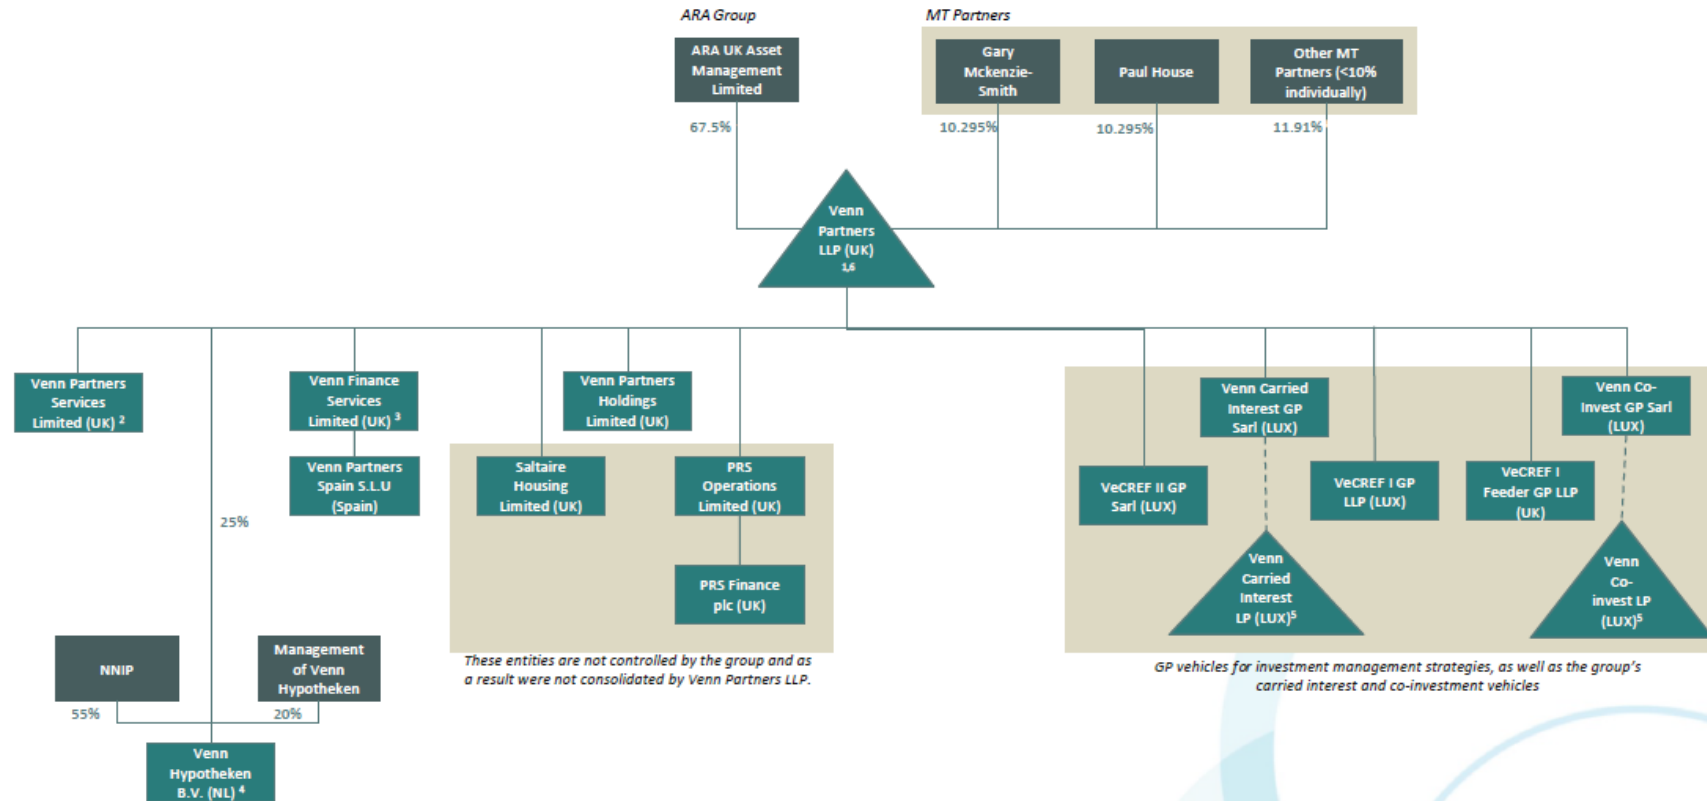 ARA Group
MT Partners
ARA UK Asset
Management
Limited
Gary
Mckenzie-
Smith
Paul House
Other MT
Partners (<10%
individually)
67.5%
10.295%
10.295%
11.91%
Venn
Partners
LLP (UK)
1,6
Venn Partners
Services
Limited (UK) 2
Venn Finance
Services
Limited (UK) 3
Venn Partners
Holdings
Limited (UK)
Venn Carried
Interest GP
Sarl (LUX)
Venn Co-
Invest GP Sarl
(LUX)
Venn Partners
Spain S.L.U
(Spain)
Saltaire
Housing
Limited (UK)
PRS
Operations
Limited (UK)
VeCREF II GP
Sarl (LUX)
VeCREF I GP
LLP (LUX)
VeCREF I
Feeder GP LLP
(UK)
25%
PRS Finance
plc (UK)
Venn
Carried
Interest
LP (LUX)5
Venn
Co-
invest LP
(LUX)5
NNIP
Management
of Venn
Hypotheken
These entities are not controlled by the group and as
a result were not consolidated by Venn Partners LLP.
GP vehicles for investment management strategies, as well as the group's
carried interest and co-investment vehicles
55%
20%
Venn
Hypotheken
B.V. (NL) 4